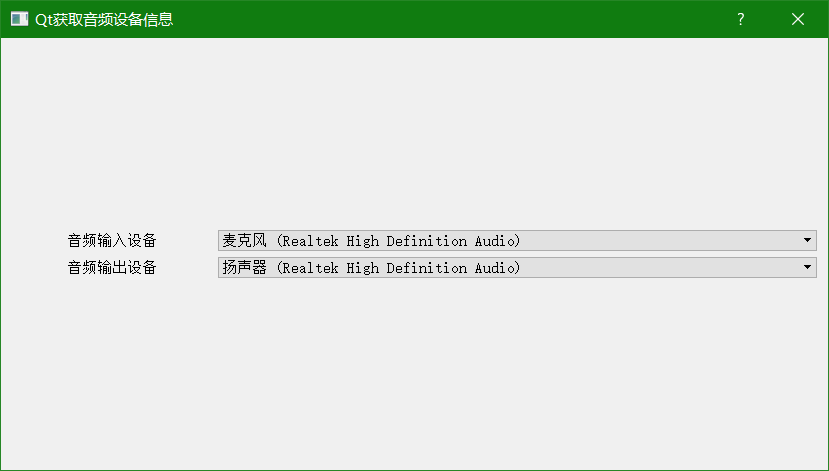 Qt获取音频设备信息
音频输入设备 麦克风 (Realtek High Definition Audio)
音频输出设备 扬声器 (Realtek High Definition Audio)